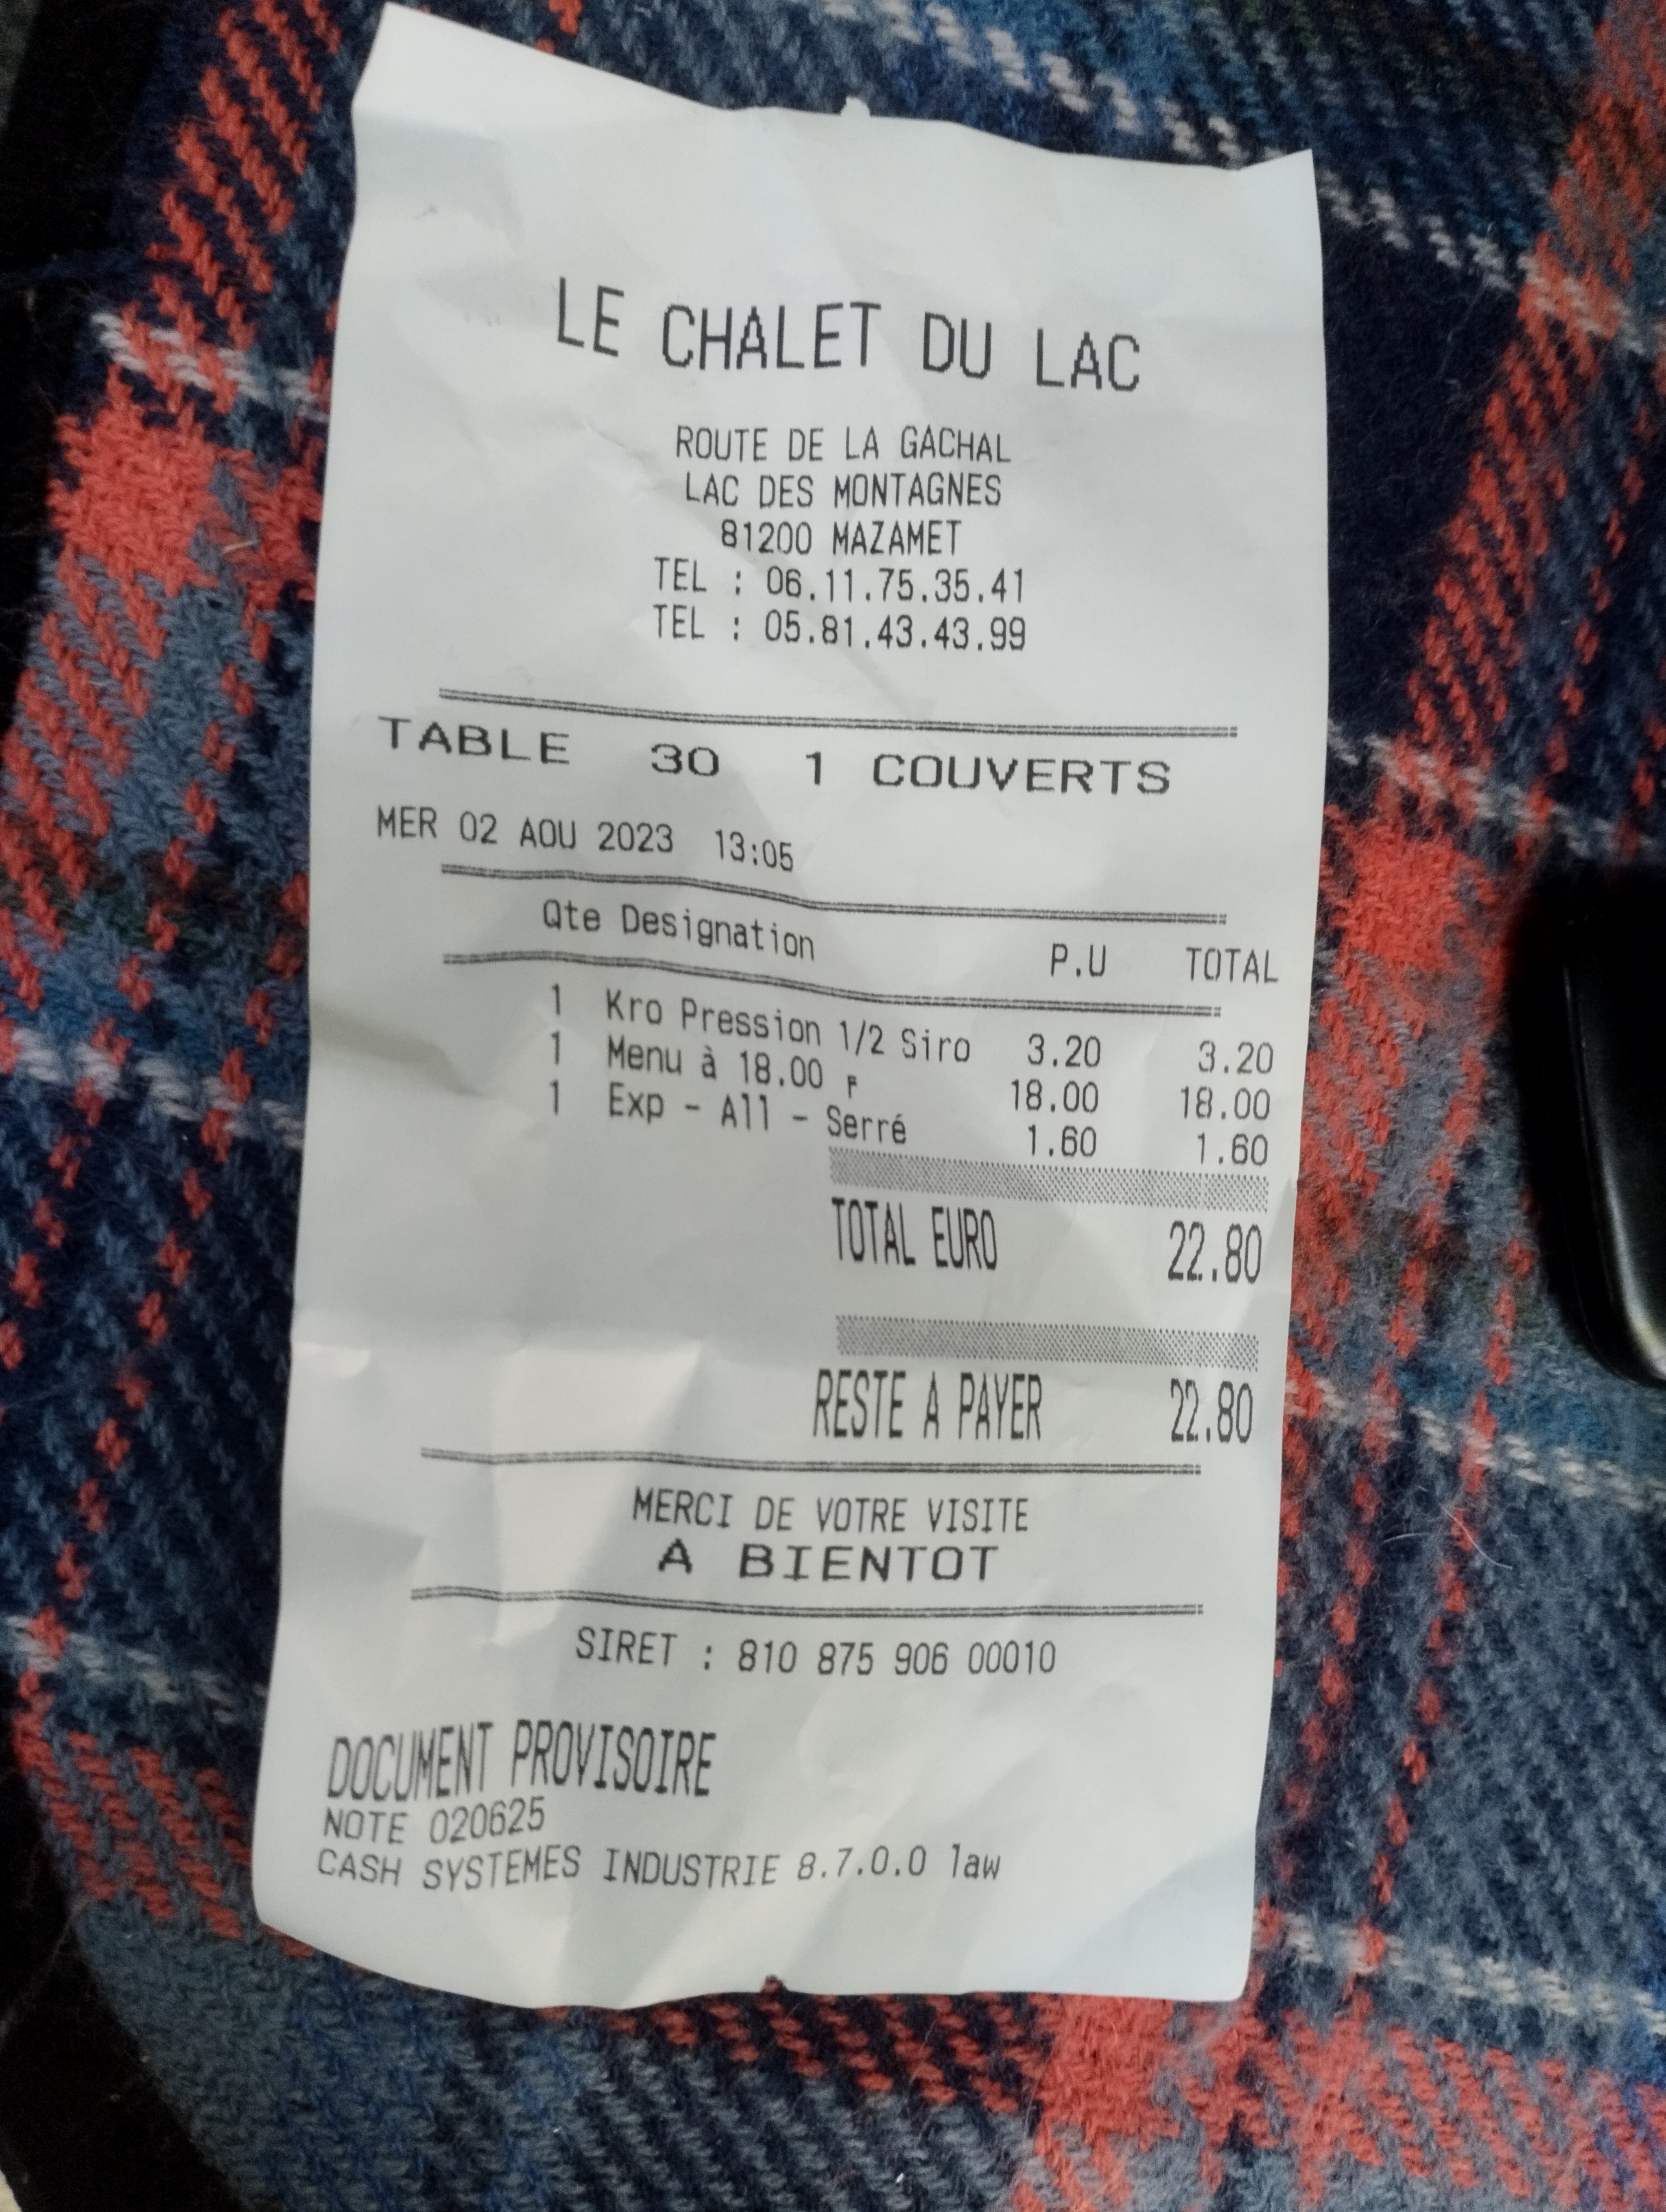 LE CHALET DU LAC
ROUTE DE LA GACHAL
LAC DES MONTAGNES
81200 MAZAMET
TEL : 06.11.75.35.41
TEL : 05.81.43.43.99
TABLE 30 1 COUVERTS
MER 02 AOU 2023 13:05
Qte Designation P.U TOTAL
1 Kro Pression 1/2 Siro 3.20 3.20
1 Menu à 18.00 F 18.00 18.00
1 Exp - All - Serré 1.60 1.60
TOTAL EURO 22.80
RESTE A PAYER 22.80
MERCI DE VOTRE VISITE
A BIENTOT
SIRET : 810 875 906 00010
DOCUMENT PROVISOIRE
NOTE 020625
CASH SYSTEMES INDUSTRIE 8.7.0.0 law